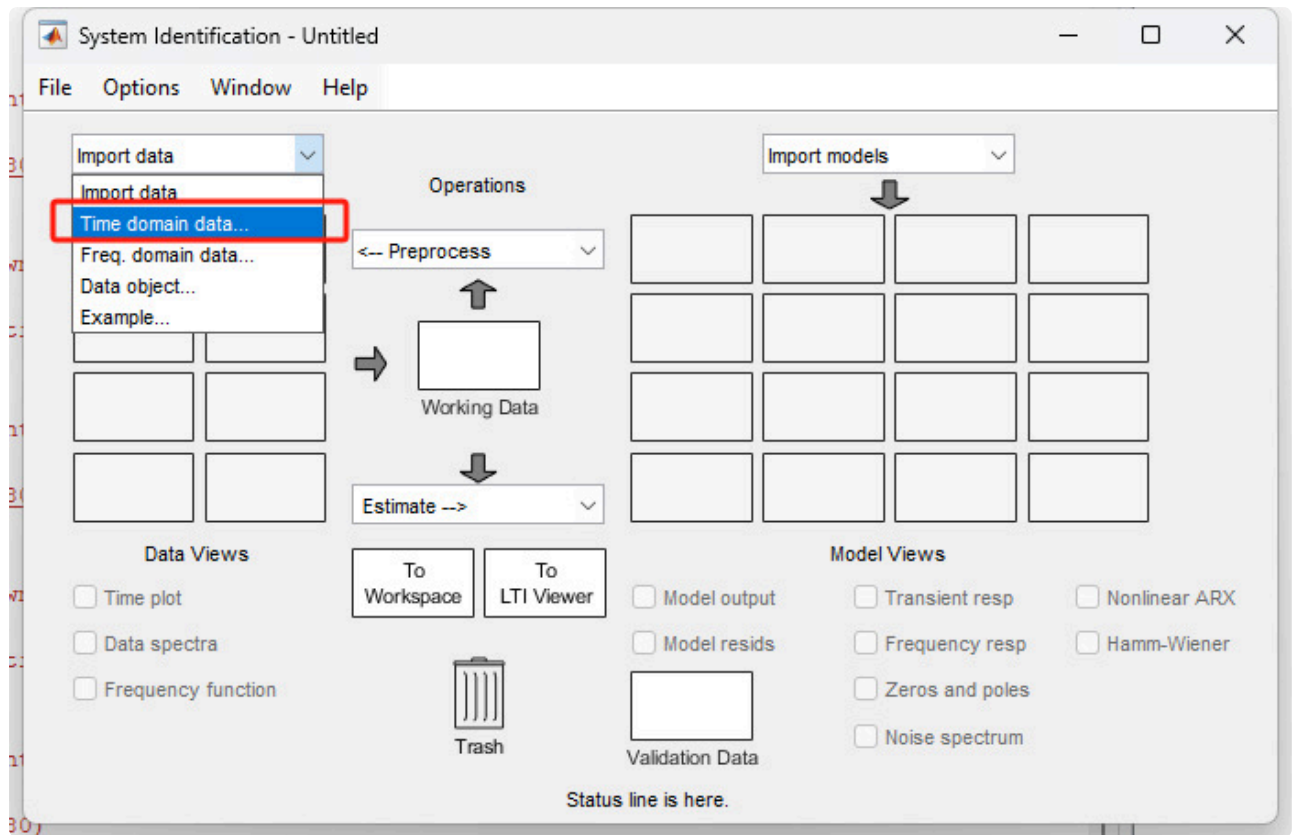 System Identification - Untitled
File Options Window Help
Import data
Import data
Time domain data...
Freq. domain data...
Data object...
Example...
Operations
<-- Preprocess
Working Data
Estimate -->
To Workspace
To LTI Viewer
Trash
Import models
Data Views
Time plot
Data spectra
Frequency function
Model Views
Model output
Transient resp
Nonlinear ARX
Model resids
Frequency resp
Hamm-Wiener
Zeros and poles
Noise spectrum
Validation Data
Status line is here.